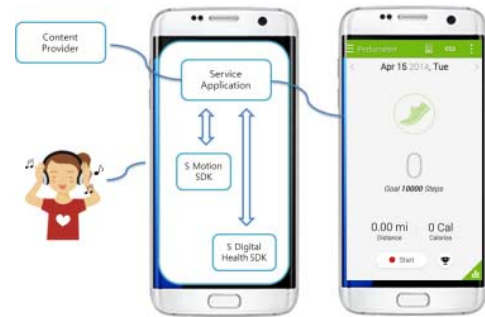 Content
Provider
Service
Application
S Motion
SDK
S Digital
Health SDK
Pedometer
Apr 15 2014, Tue
0
Goal 10000 Steps
0.00 mi
Distance
0 Cal
Calories
Start